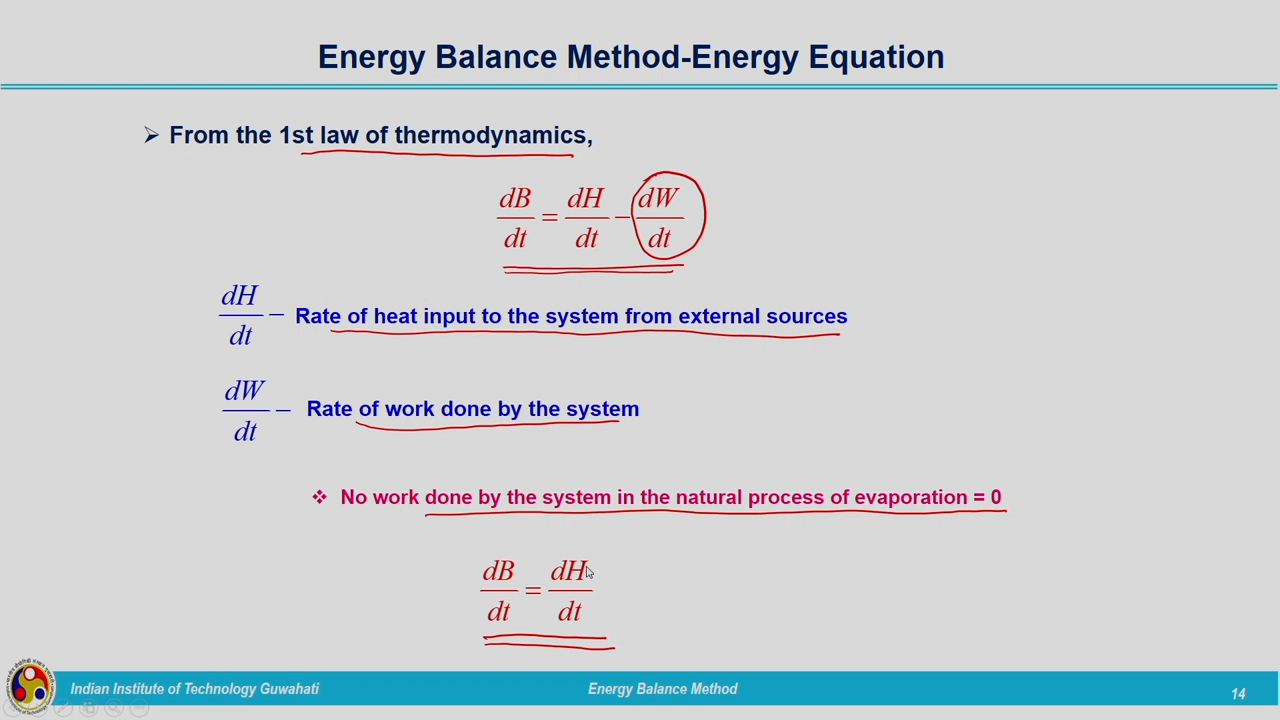 Energy Balance Method-Energy Equation
➢ From the 1st law of thermodynamics,
dB/dt = dH/dt − dW/dt
dH/dt − Rate of heat input to the system from external sources
dW/dt − Rate of work done by the system
❖ No work done by the system in the natural process of evaporation = 0
dB/dt = dH/dt
Indian Institute of Technology Guwahati Energy Balance Method 14